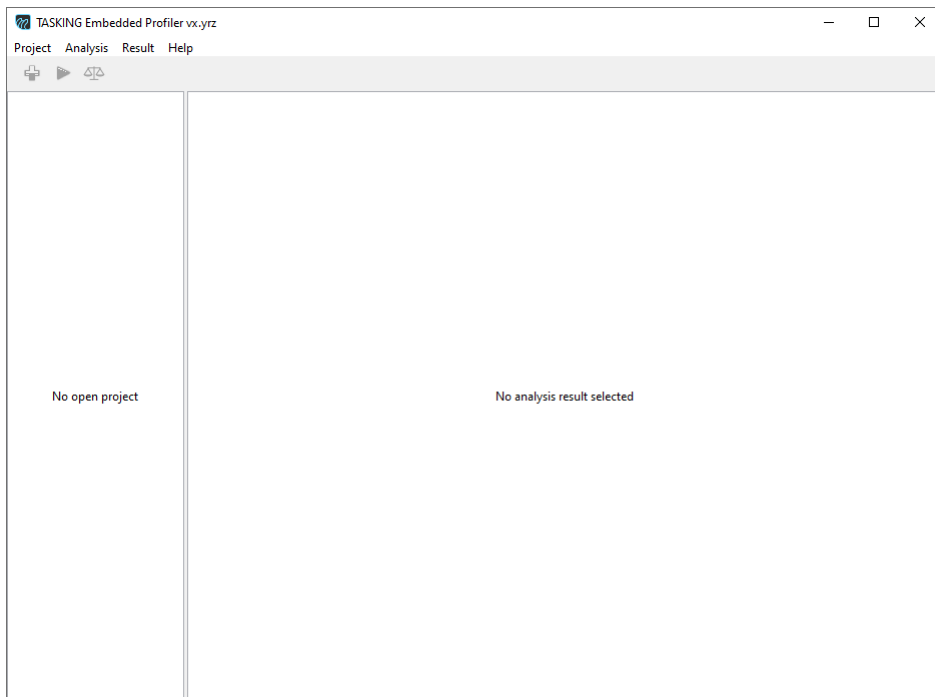 TASKING Embedded Profiler vx.yrz
Project Analysis Result Help
No open project
No analysis result selected